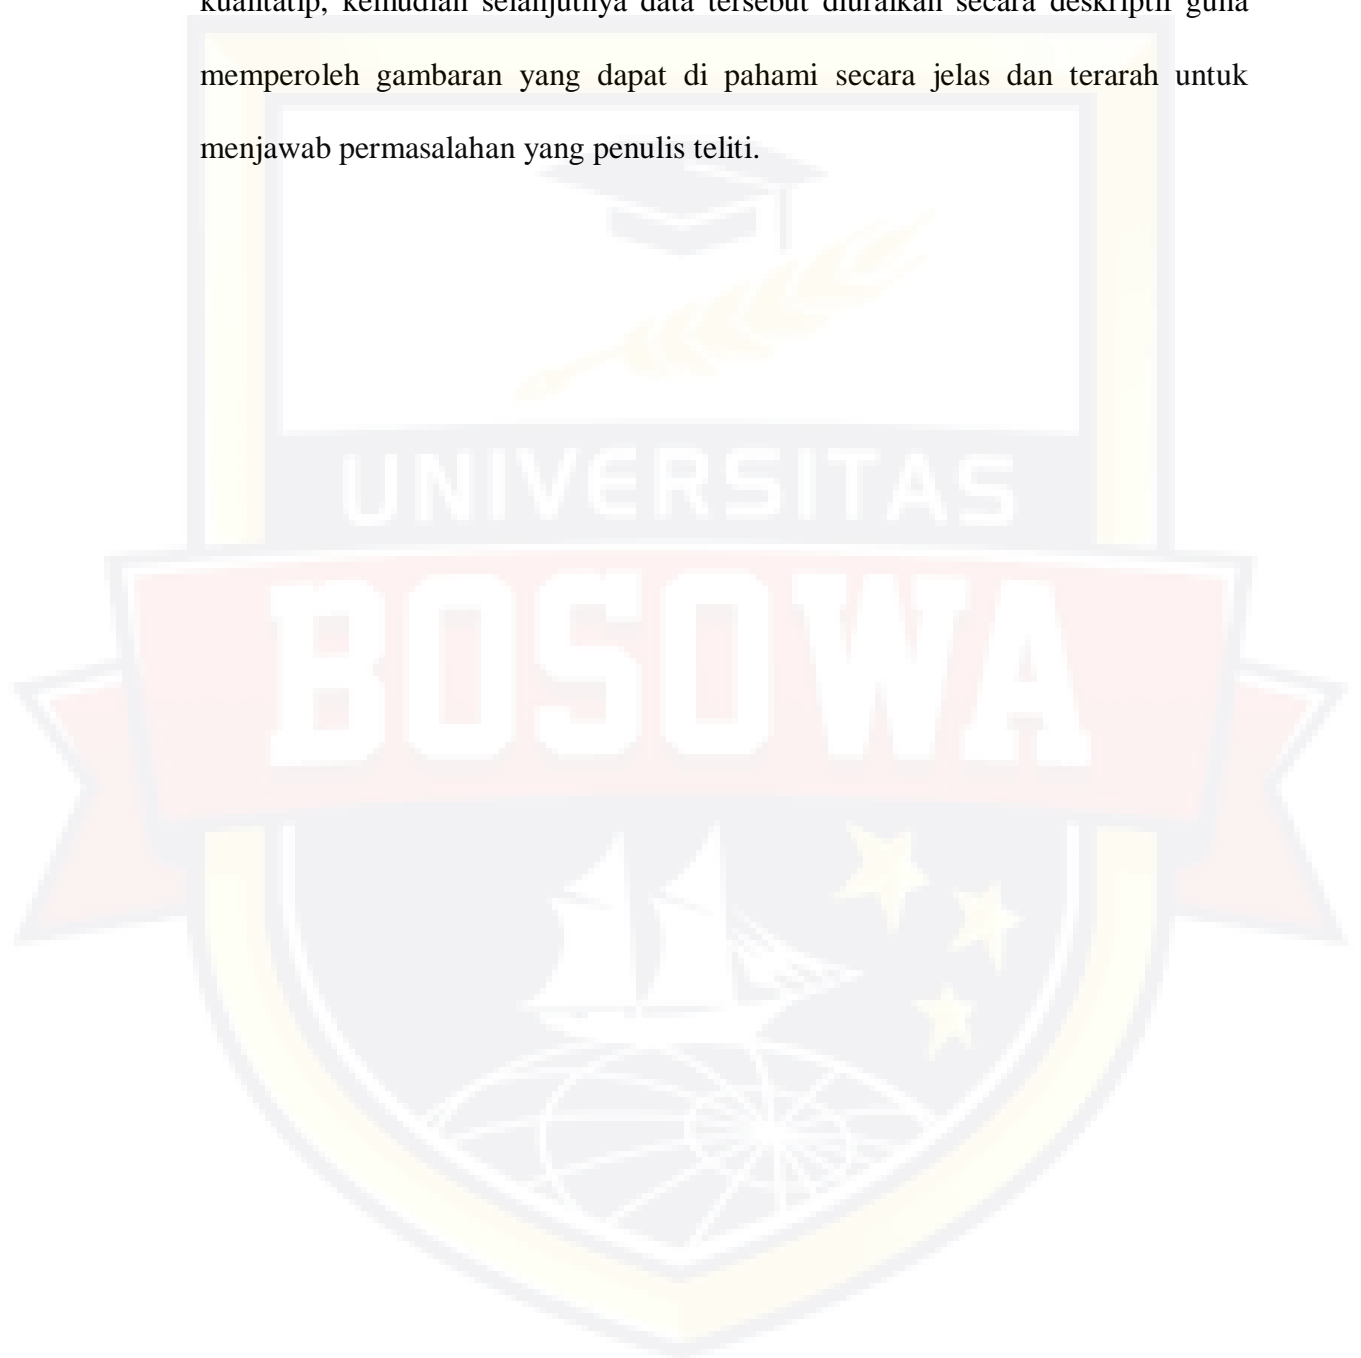 kualitatip, kemudian selanjutnya data tersebut diuraikan secara deskriptif guna
memperoleh gambaran yang dapat di pahami secara jelas dan terarah untuk
menjawab permasalahan yang penulis teliti.
UNIVERSITAS
BOSOWA